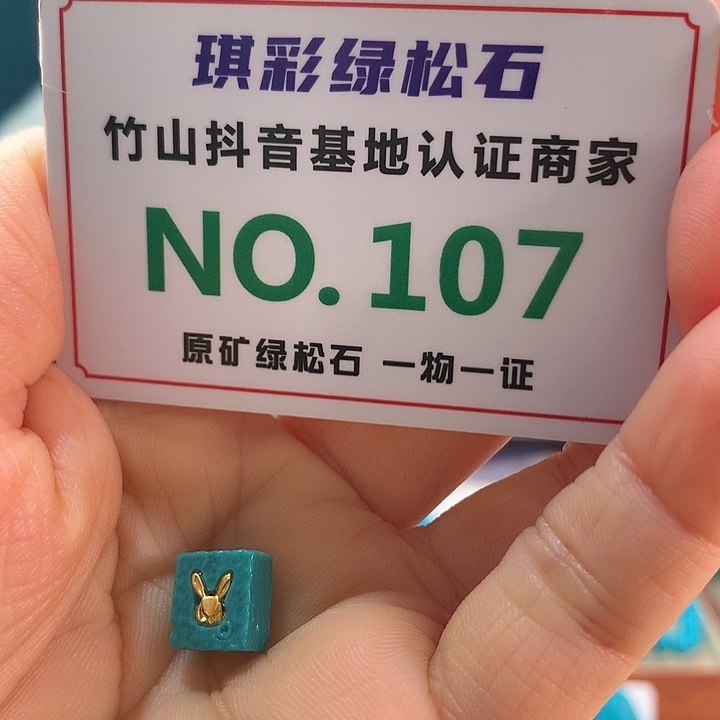 琪彩绿松石
竹山抖音基地认证商家
NO.107
原矿绿松石 一物一证